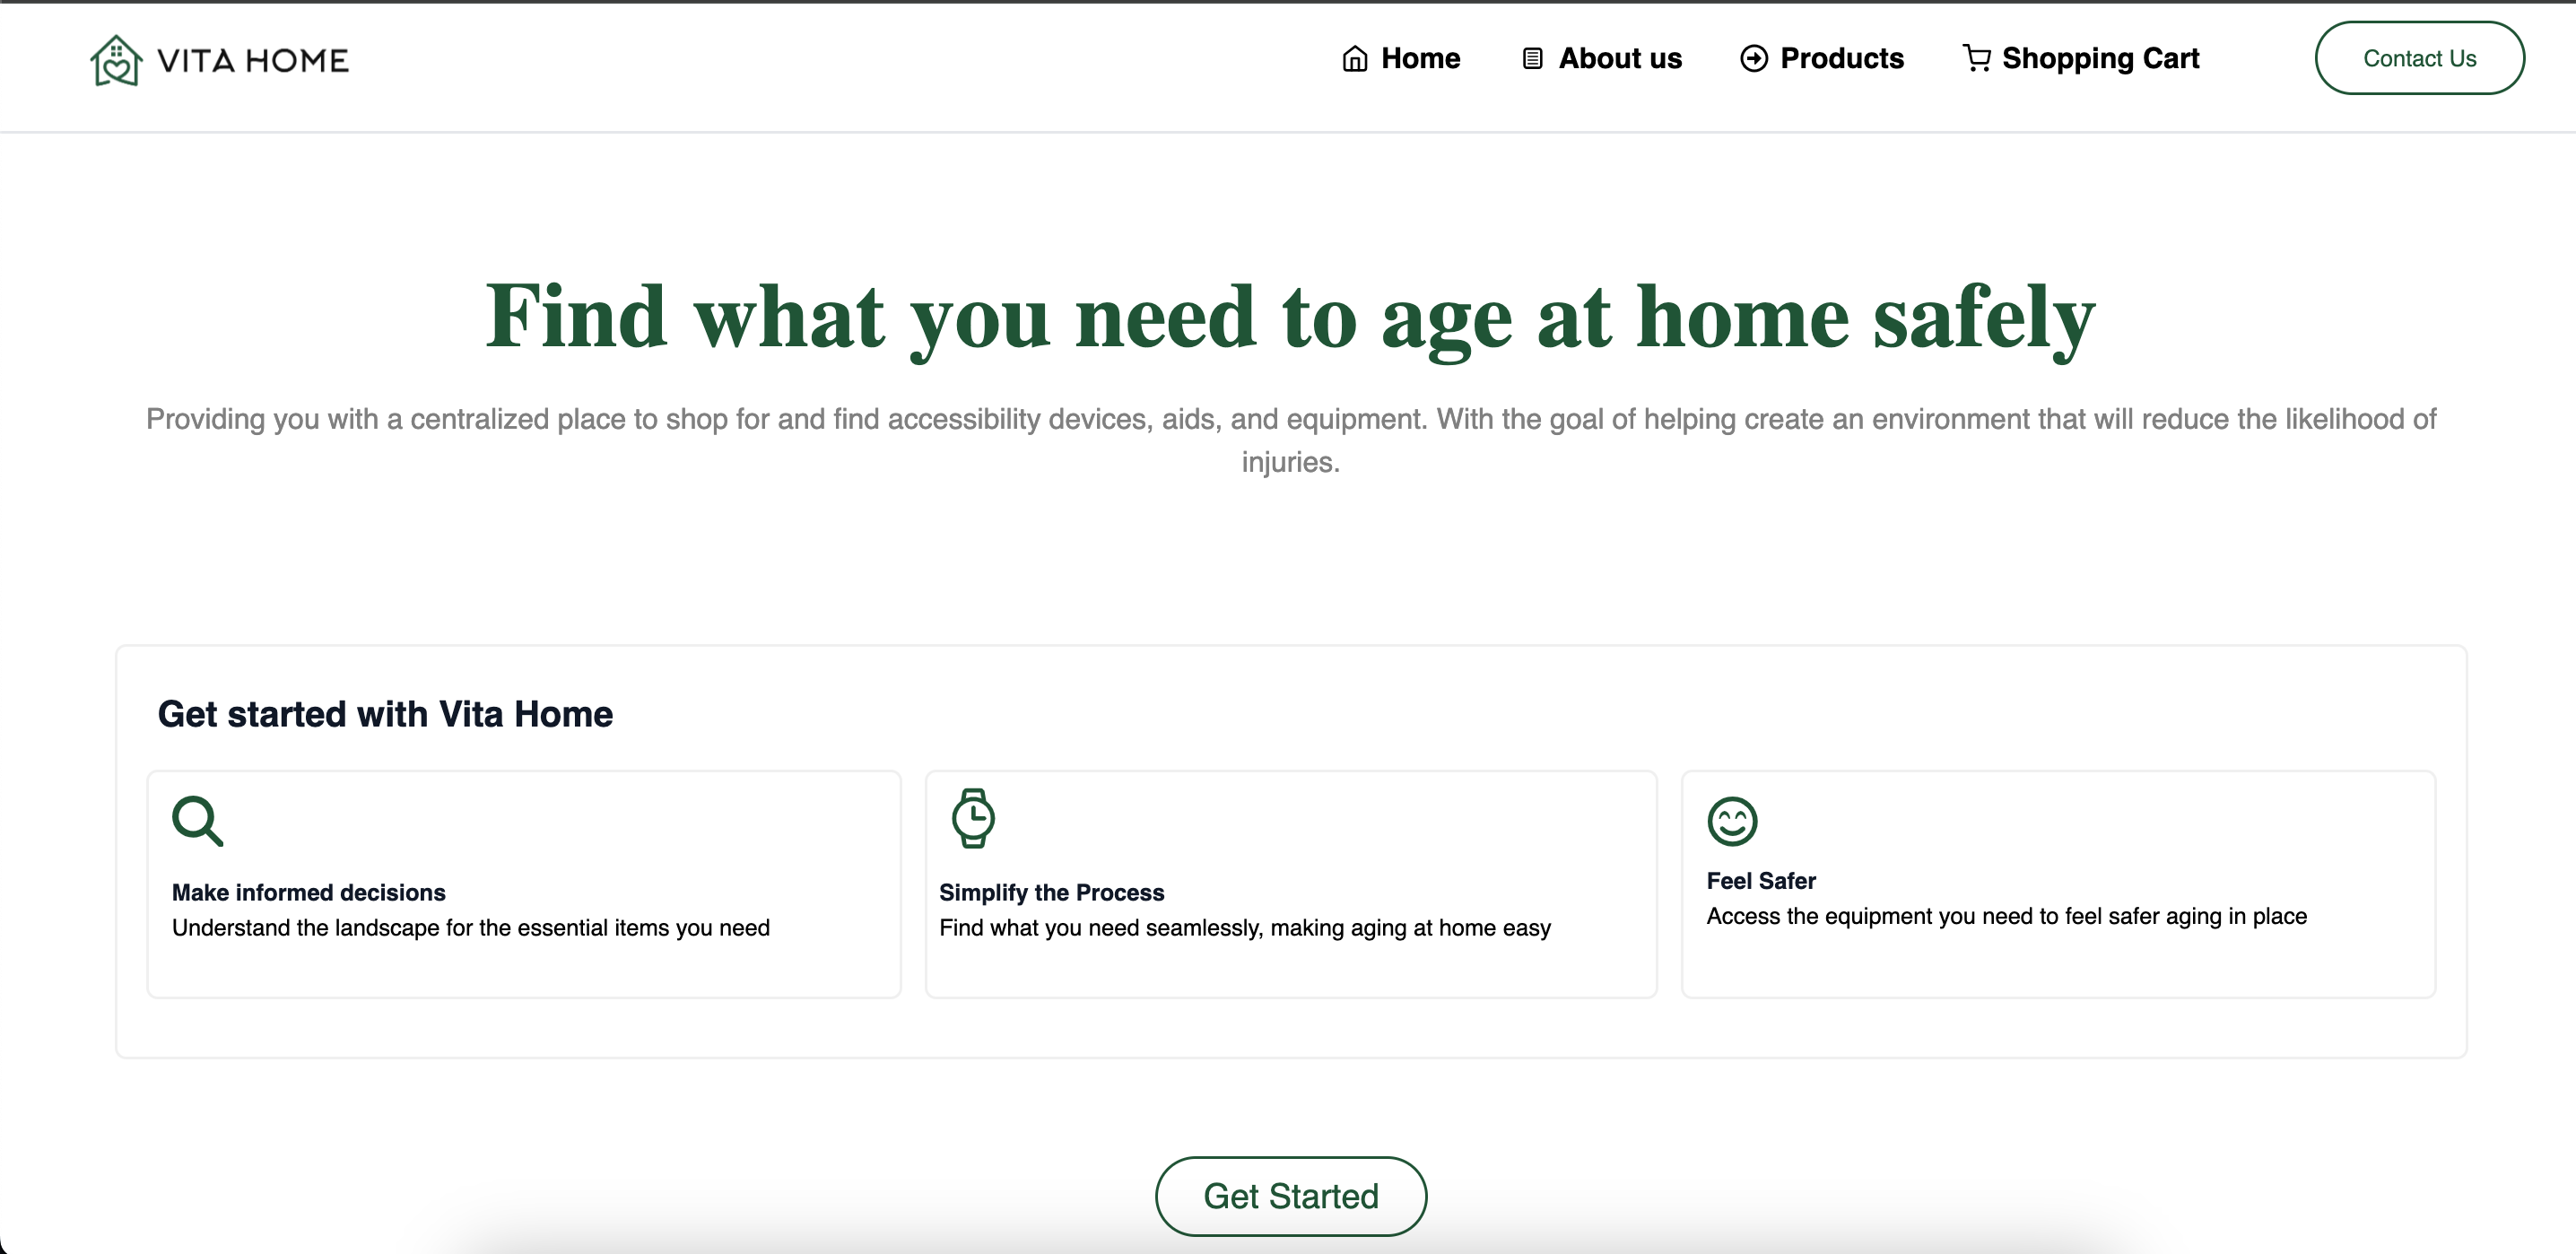 VITA HOME
Home
About us
Products
Shopping Cart
Contact Us
Find what you need to age at home safely
Providing you with a centralized place to shop for and find accessibility devices, aids, and equipment. With the goal of helping create an environment that will reduce the likelihood of
injuries.
Get started with Vita Home
Make informed decisions
Understand the landscape for the essential items you need
Simplify the Process
Find what you need seamlessly, making aging at home easy
Feel Safer
Access the equipment you need to feel safer aging in place
Get Started